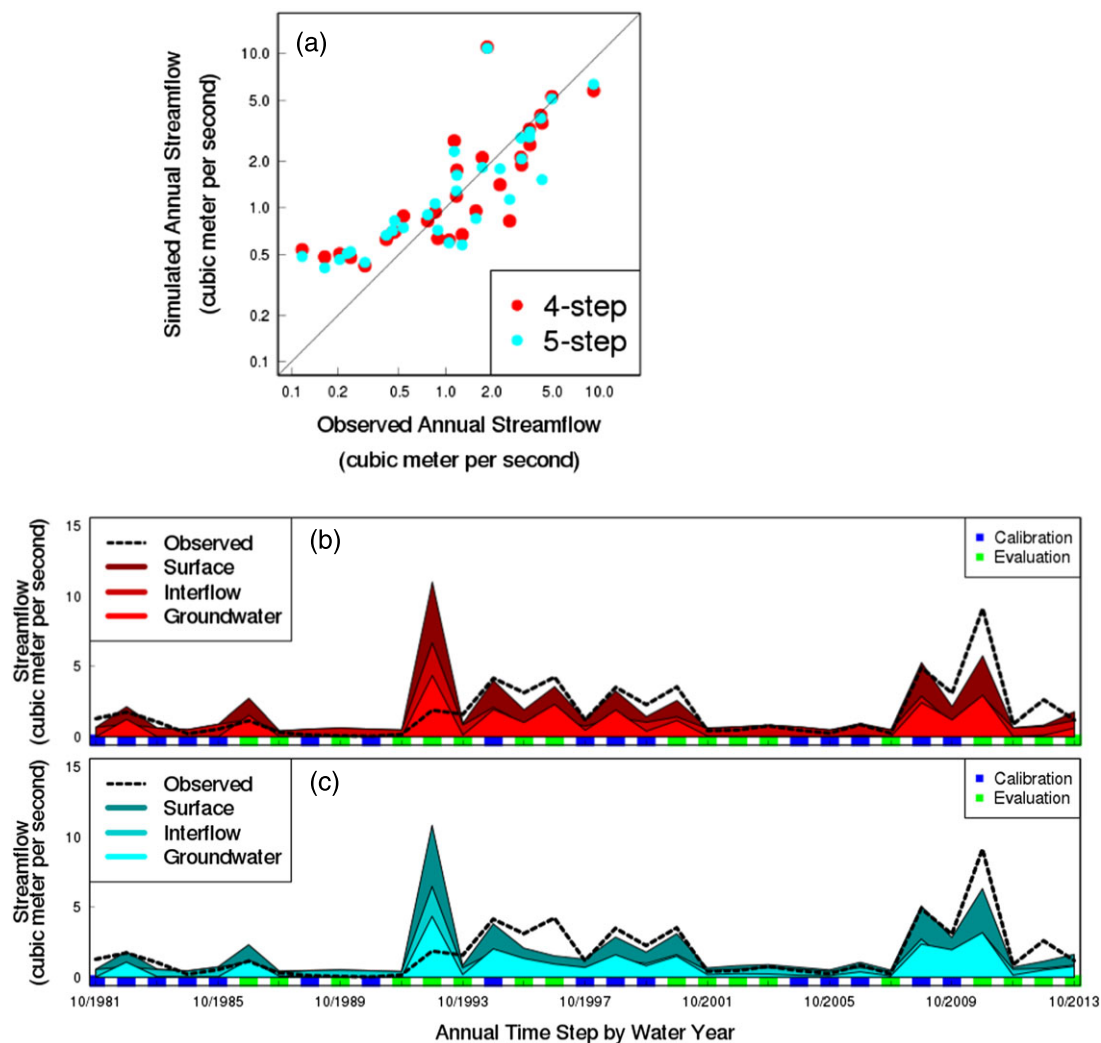 (a)
Simulated Annual Streamflow
(cubic meter per second)
10.0
5.0
2.0
1.0
0.5
0.2
0.1
4-step
5-step
0.1 0.2 0.5 1.0 2.0 5.0 10.0
Observed Annual Streamflow
(cubic meter per second)
Streamflow
(cubic meter per second)
15
10
5
0
Observed
Surface
Interflow
Groundwater
(b)
Calibration
Evaluation
Streamflow
(cubic meter per second)
15
10
5
0
Observed
Surface
Interflow
Groundwater
(c)
Calibration
Evaluation
10/1981 10/1985 10/1989 10/1993 10/1997 10/2001 10/2005 10/2009 10/2013
Annual Time Step by Water Year